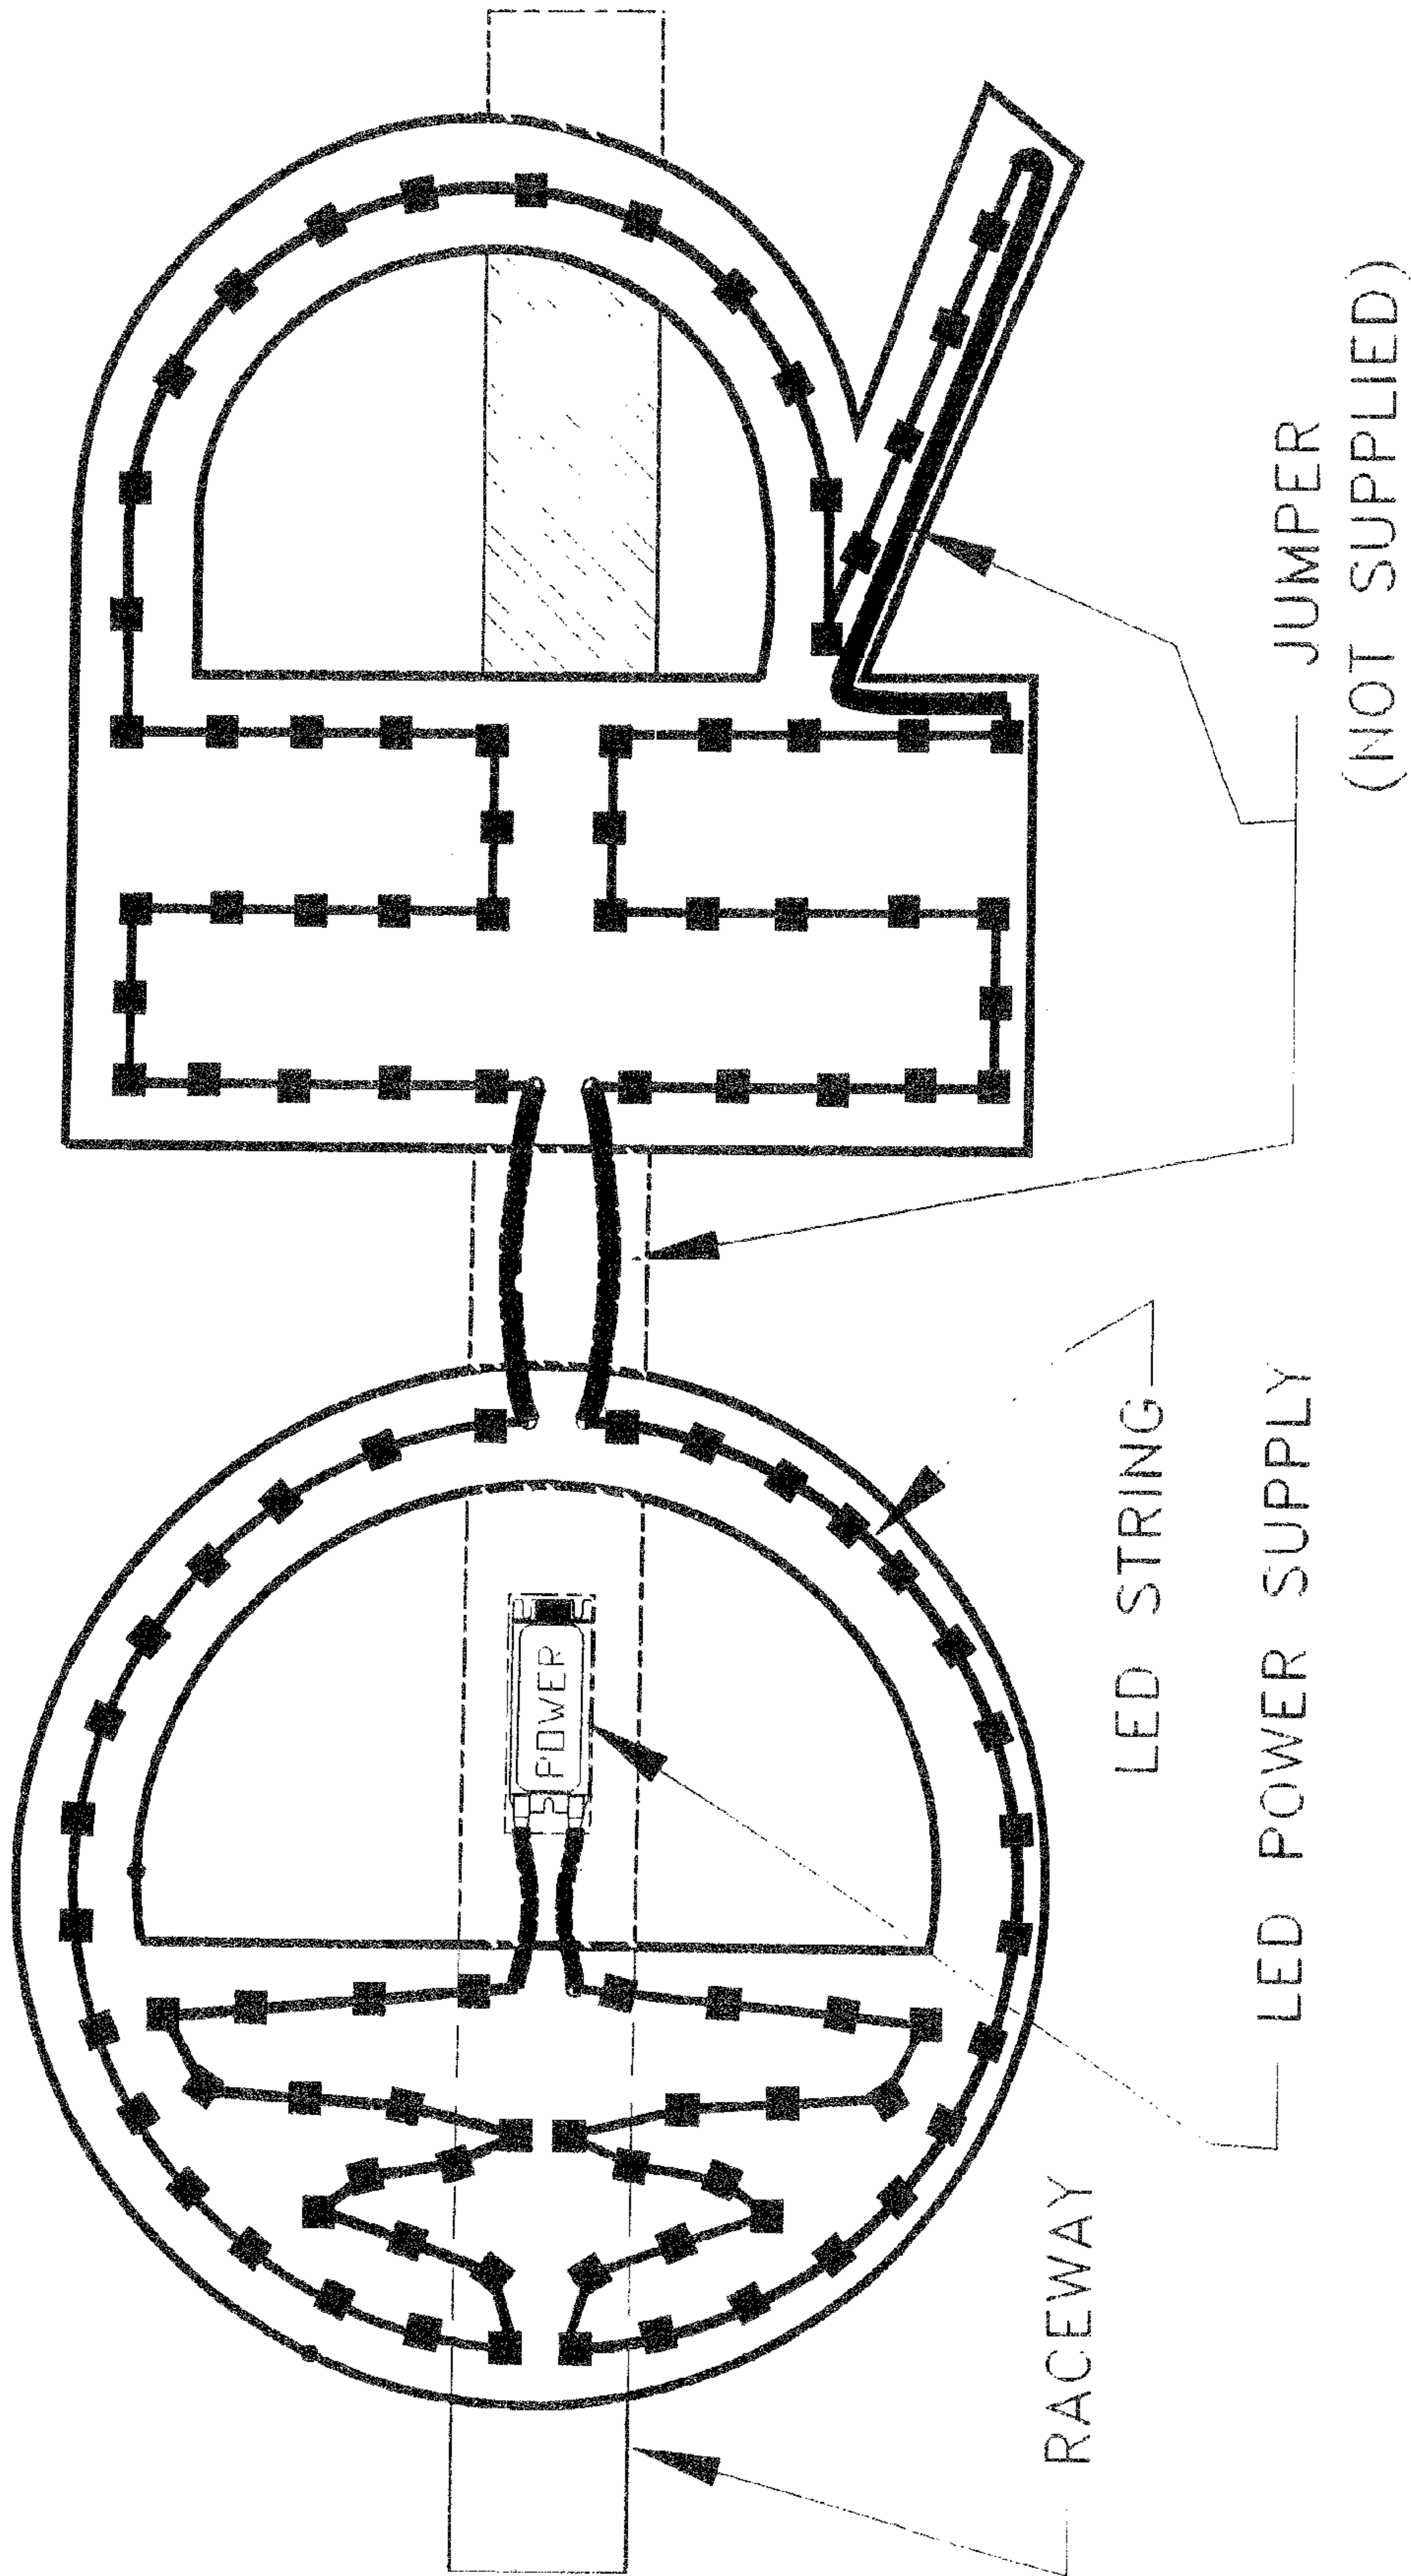 JUMPER
(NOT SUPPLIED)
LED STRING
LED POWER SUPPLY
RACEWAY
POWER